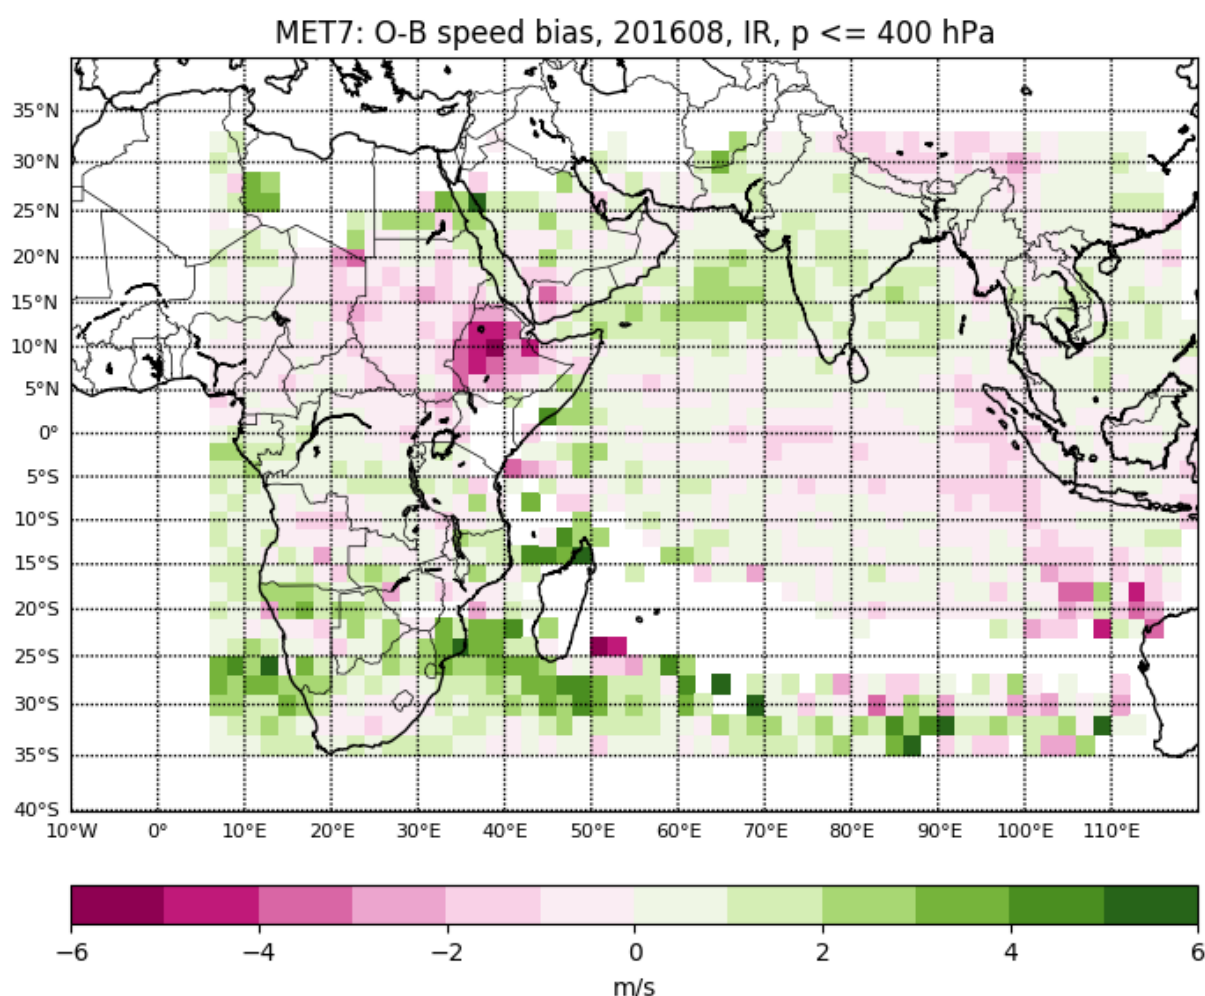 MET7: O-B speed bias, 201608, IR, p <= 400 hPa
35°N
30°N
25°N
20°N
15°N
10°N
5°N
0°
5°S
10°S
15°S
20°S
25°S
30°S
35°S
40°S
10°W 0° 10°E 20°E 30°E 40°E 50°E 60°E 70°E 80°E 90°E 100°E 110°E
−6 −4 −2 0 2 4 6
m/s